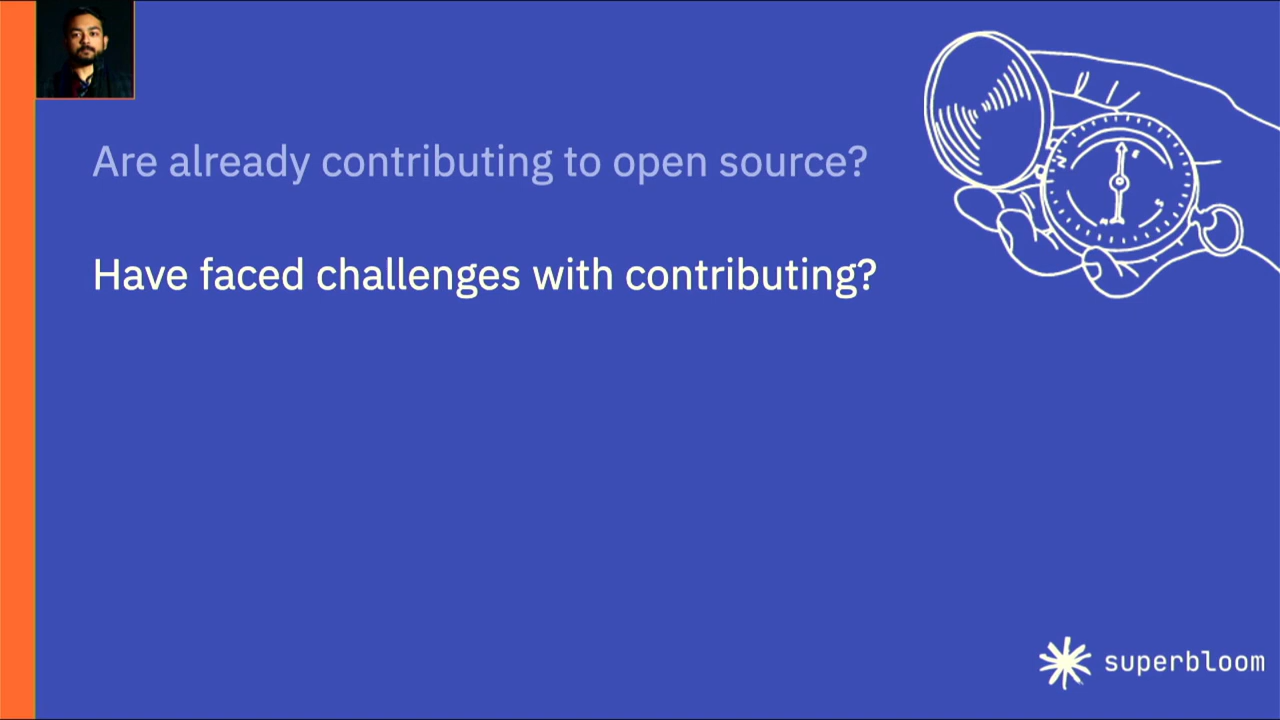 Are already contributing to open source?
Have faced challenges with contributing?
N
E
S
superbloom